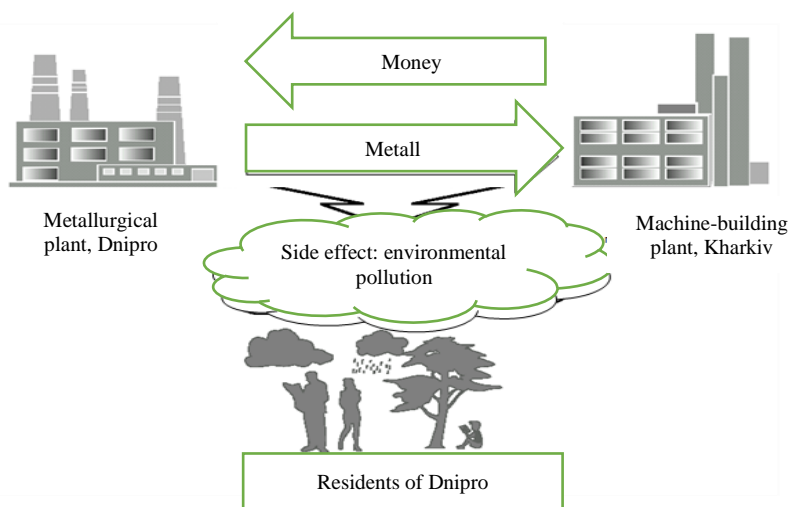 Money
Metall
Metallurgical
plant, Dnipro
Machine-building
plant, Kharkiv
Side effect: environmental
pollution
Residents of Dnipro